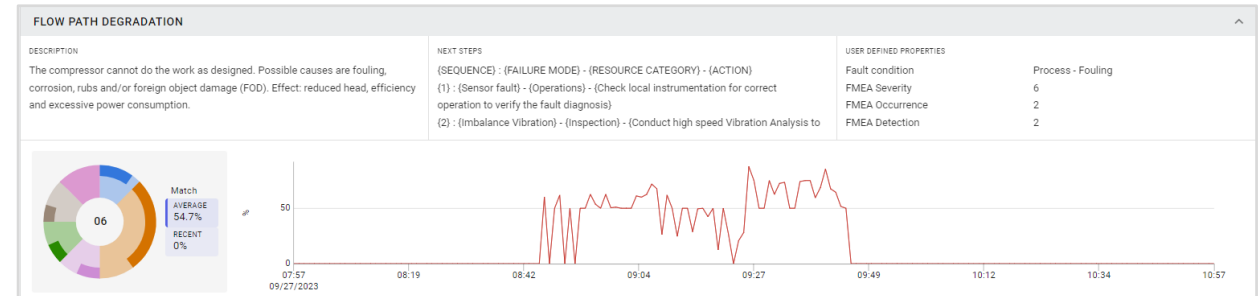 FLOW PATH DEGRADATION
DESCRIPTION
The compressor cannot do the work as designed. Possible causes are fouling,
corrosion, rubs and/or foreign object damage (FOD). Effect: reduced head, efficiency
and excessive power consumption.
NEXT STEPS
{SEQUENCE} : {FAILURE MODE} - {RESOURCE CATEGORY} - {ACTION}
{1} : {Sensor fault} - {Operations} - {Check local instrumentation for correct
operation to verify the fault diagnosis}
{2} : {Imbalance Vibration} - {Inspection} - {Conduct high speed Vibration Analysis to
USER DEFINED PROPERTIES
Fault condition Process - Fouling
FMEA Severity 6
FMEA Occurrence 2
FMEA Detection 2
06
Match
AVERAGE
54.7%
RECENT
0%
%
50
0
07:57 08:19 08:42 09:04 09:27 09:49 10:12 10:34 10:57
09/27/2023